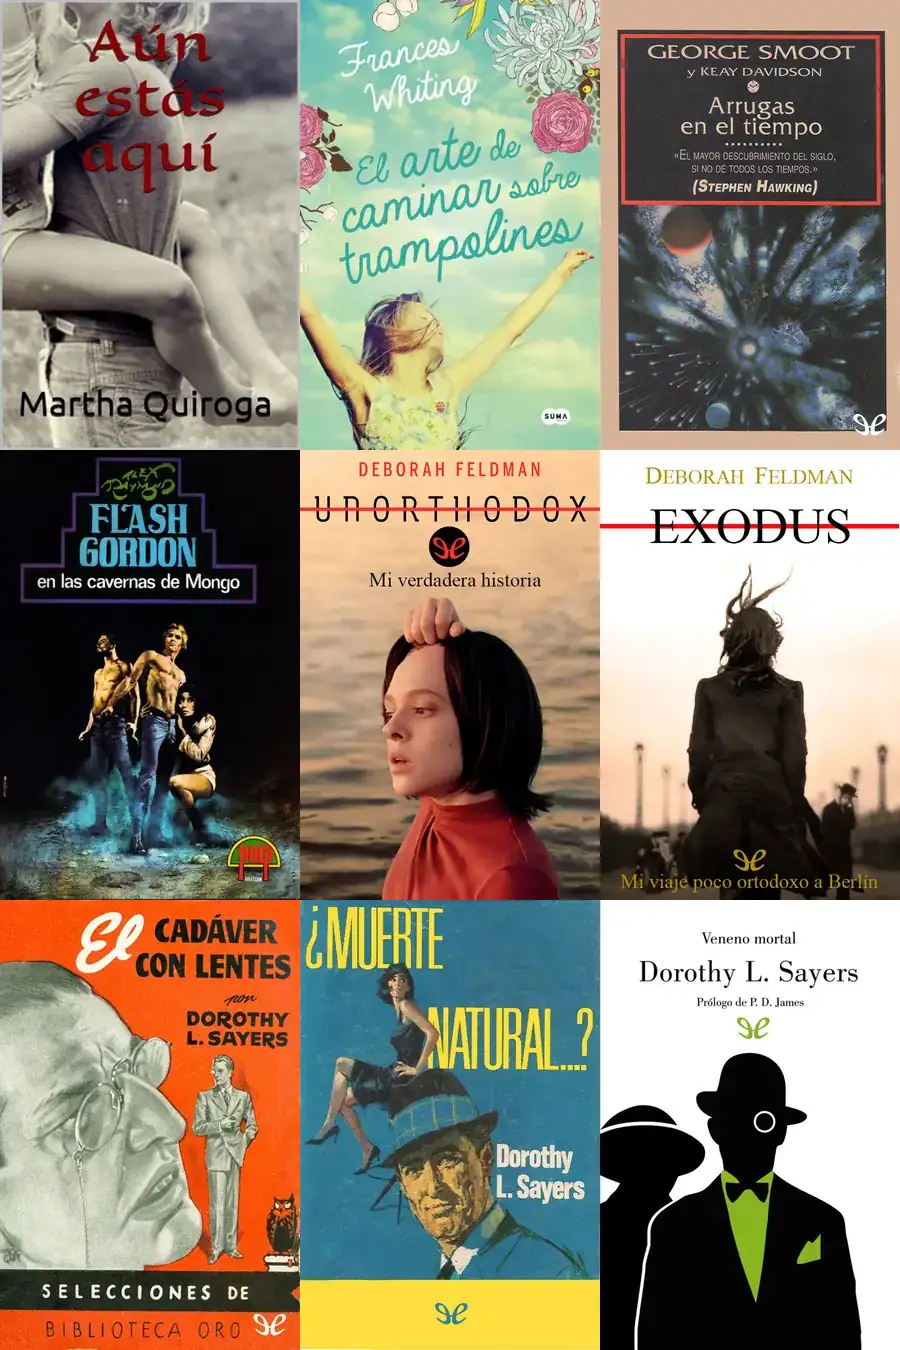 Aún
estás
aquí
Martha Quiroga
Frances
Whiting
El arte de
caminar sobre
trampolines
SUMA
GEORGE SMOOT
y KEAY DAVIDSON
Arrugas
en el tiempo
«EL MAYOR DESCUBRIMIENTO DEL SIGLO,
SI NO DE TODOS LOS TIEMPOS.»
(STEPHEN HAWKING)
ALEX
RAYMOND
FLASH
GORDON
en las cavernas de Mongo
DEBORAH FELDMAN
UNORTHODOX
Mi verdadera historia
DEBORAH FELDMAN
EXODUS
Mi viaje poco ortodoxo a Berlín
El CADÁVER
CON LENTES
por
DOROTHY
L. SAYERS
SELECCIONES DE
BIBLIOTECA ORO
¿MUERTE
NATURAL....?
Dorothy
L. Sayers
Veneno mortal
Dorothy L. Sayers
Prólogo de P. D. James